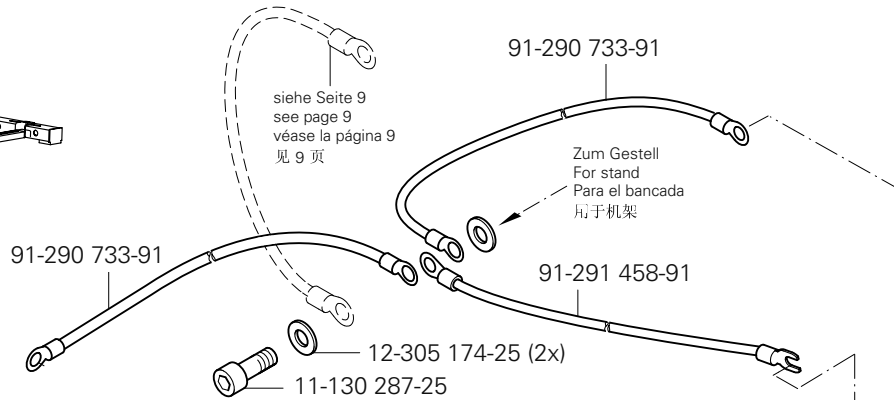 91-290 733-91
siehe Seite 9
see page 9
véase la página 9
见 9 页
Zum Gestell
For stand
Para el bancada
用于机架
91-290 733-91
91-291 458-91
12-305 174-25 (2x)
11-130 287-25